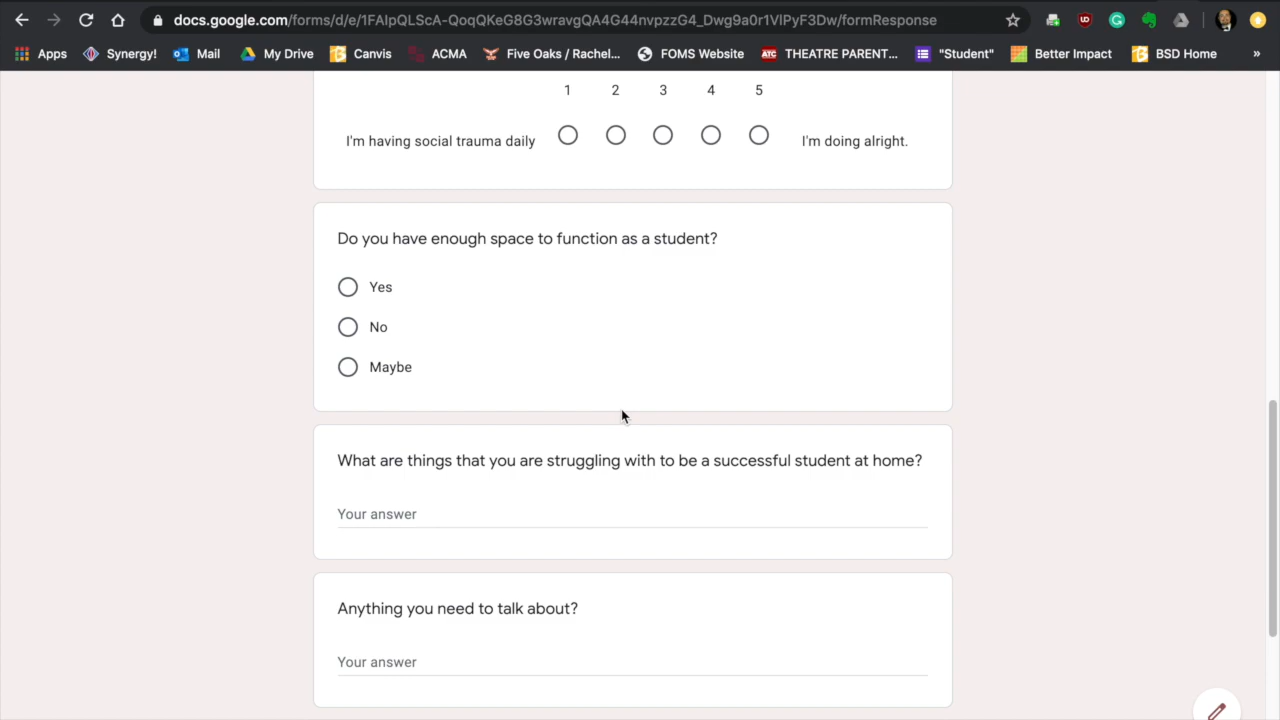 docs.google.com/forms/d/e/1FAIpQLScA-QoqQKeG8G3wravgQA4G44nvpzzG4_Dwg9a0r1VlPyF3Dw/formResponse
Apps Synergy! Mail My Drive Canvis ACMA Five Oaks / Rachel... FOMS Website ATC THEATRE PARENT... "Student" Better Impact BSD Home »
1 2 3 4 5
I'm having social trauma daily I'm doing alright.
Do you have enough space to function as a student?
Yes
No
Maybe
What are things that you are struggling with to be a successful student at home?
Your answer
Anything you need to talk about?
Your answer